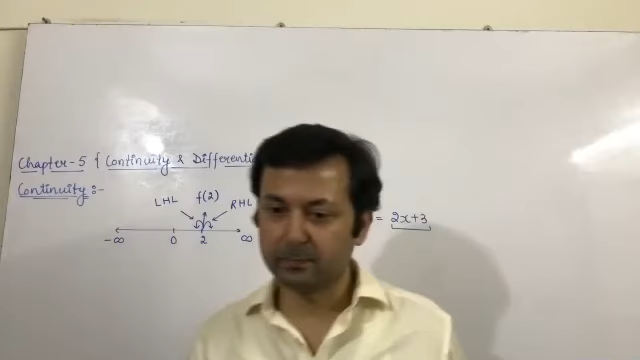 Chapter-5 { Continuity & Differenti
Continuity :-
LHL f(2) RHL
= 2x+3
-∞ 0 2 ∞